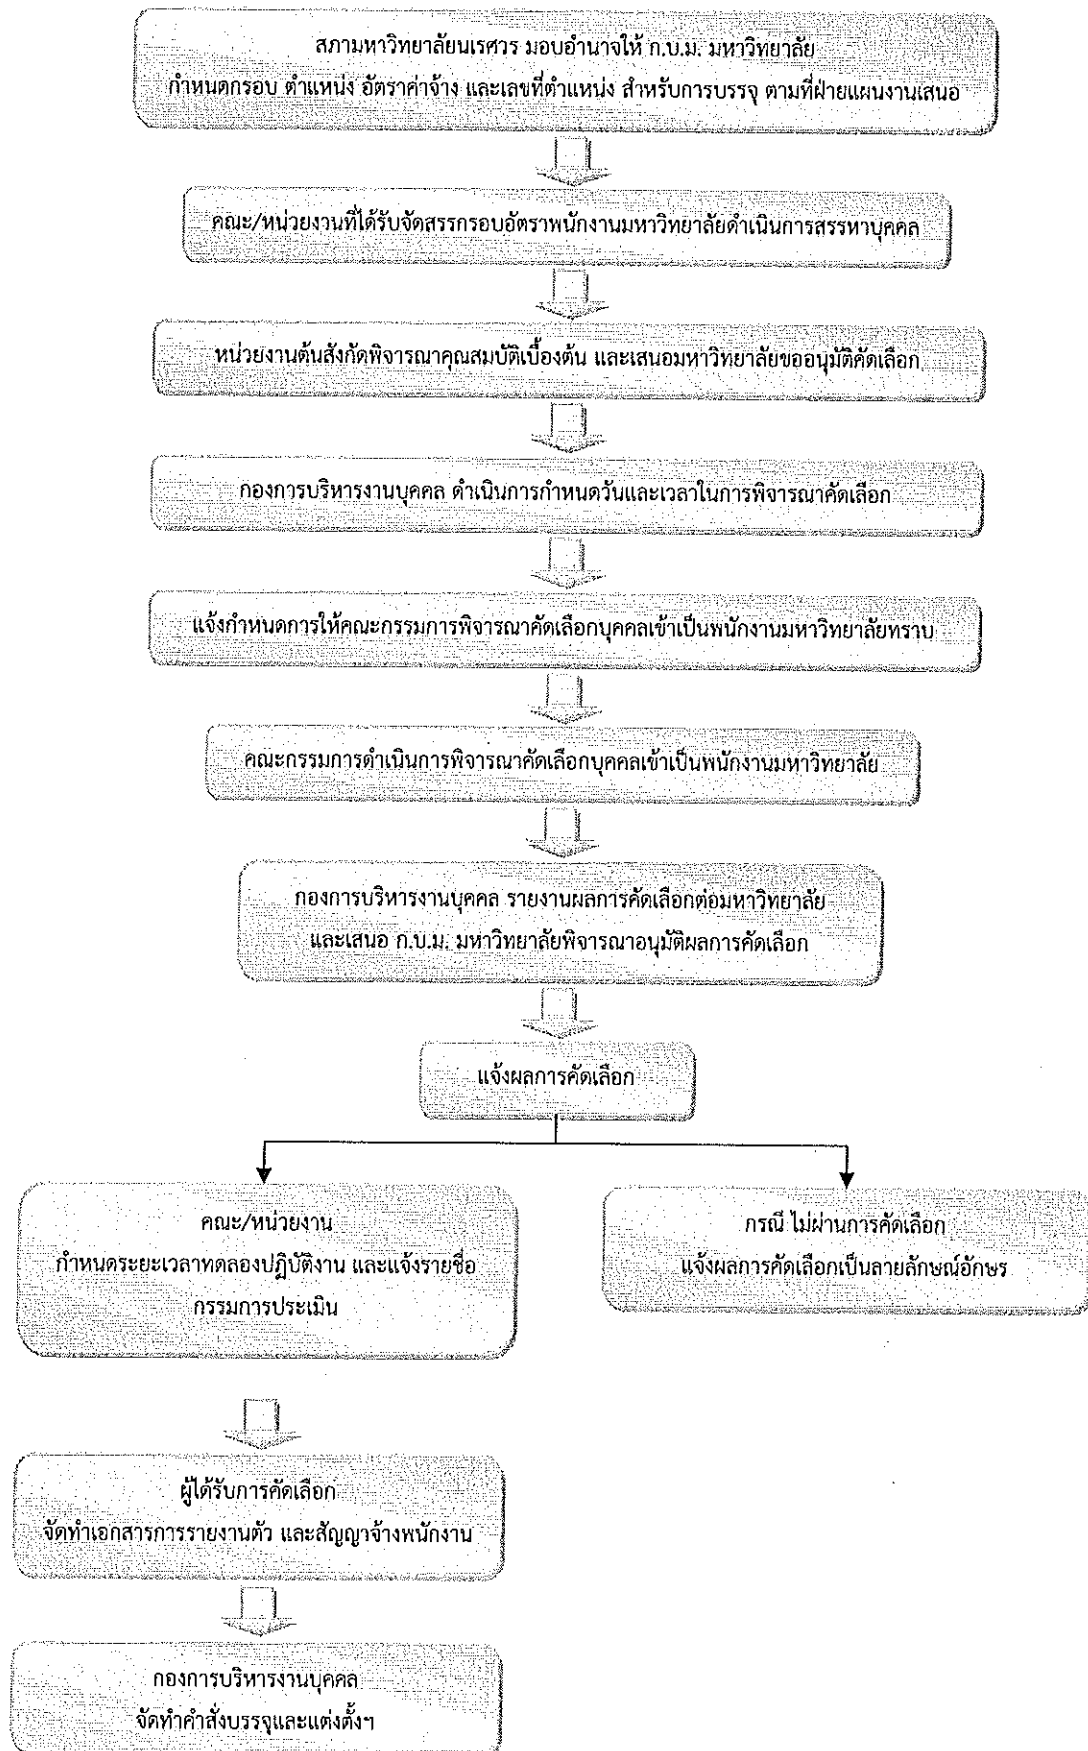 สภามหาวิทยาลัยนเรศวร มอบอำนาจให้ ก.บ.ม. มหาวิทยาลัย
กำหนดกรอบ ตำแหน่ง อัตราค่าจ้าง และเลขที่ตำแหน่ง สำหรับการบรรจุ ตามที่ฝ่ายแผนงานเสนอ
คณะ/หน่วยงานที่ได้รับจัดสรรกรอบอัตราพนักงานมหาวิทยาลัยดำเนินการสรรหาบุคคล
หน่วยงานต้นสังกัดพิจารณาคุณสมบัติเบื้องต้น และเสนอมหาวิทยาลัยขออนุมัติคัดเลือก
กองการบริหารงานบุคคล ดำเนินการกำหนดวันและเวลาในการพิจารณาคัดเลือก
แจ้งกำหนดการให้คณะกรรมการพิจารณาคัดเลือกบุคคลเข้าเป็นพนักงานมหาวิทยาลัยทราบ
คณะกรรมการดำเนินการพิจารณาคัดเลือกบุคคลเข้าเป็นพนักงานมหาวิทยาลัย
กองการบริหารงานบุคคล รายงานผลการคัดเลือกต่อมหาวิทยาลัย
และเสนอ ก.บ.ม. มหาวิทยาลัยพิจารณาอนุมัติผลการคัดเลือก
แจ้งผลการคัดเลือก
คณะ/หน่วยงาน
กำหนดระยะเวลาทดลองปฏิบัติงาน และแจ้งรายชื่อ
กรรมการประเมิน
กรณี ไม่ผ่านการคัดเลือก
แจ้งผลการคัดเลือกเป็นลายลักษณ์อักษร
ผู้ได้รับการคัดเลือก
จัดทำเอกสารการรายงานตัว และสัญญาจ้างพนักงาน
กองการบริหารงานบุคคล
จัดทำคำสั่งบรรจุและแต่งตั้งฯ